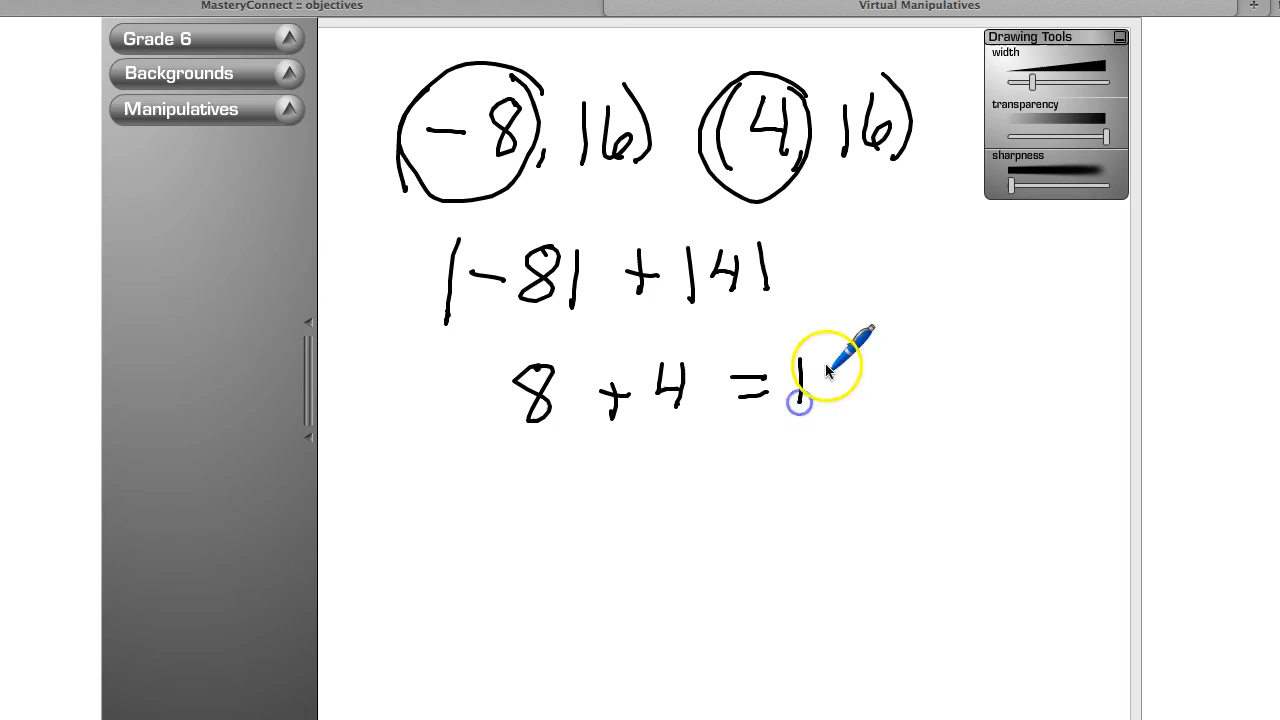 MasteryConnect :: objectives
Virtual Manipulatives
Grade 6
Backgrounds
Manipulatives
Drawing Tools
width
transparency
sharpness
(-8, 16) (4, 16)
|-8| + |4|
8 + 4 = 1